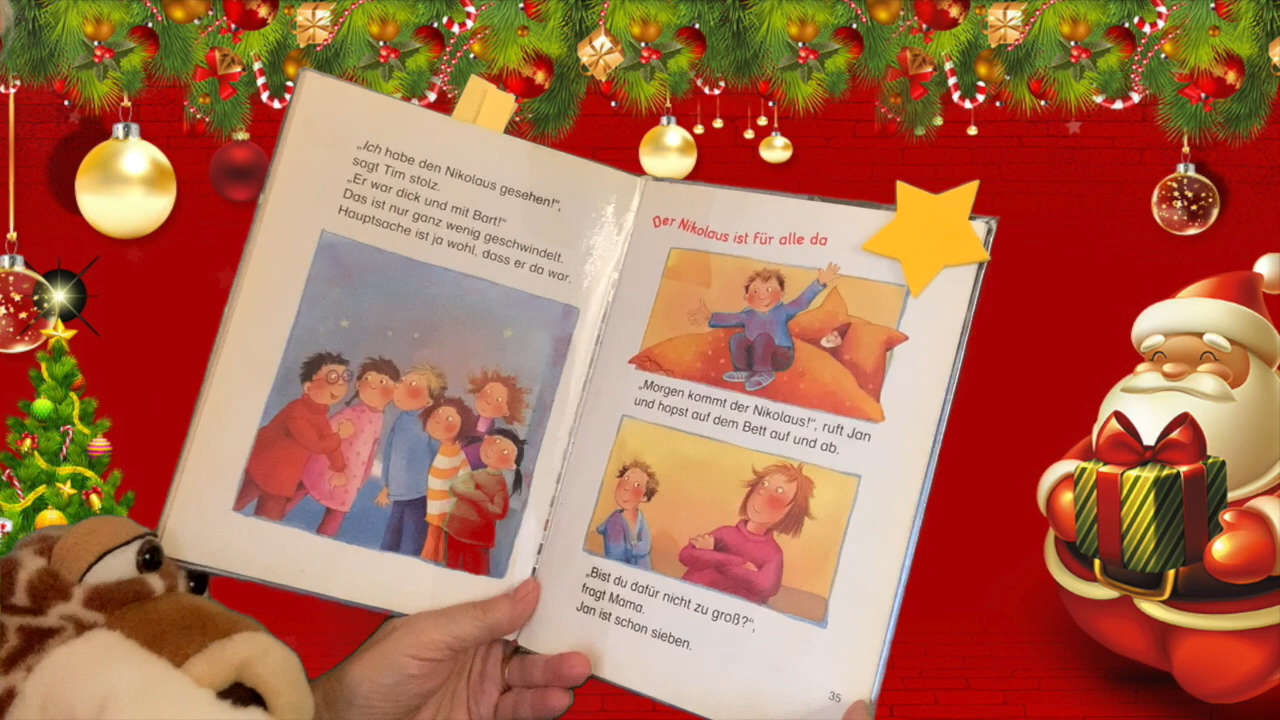 „Ich habe den Nikolaus gesehen!“,
sagt Tim stolz.
„Er war dick und mit Bart!“
Das ist nur ganz wenig geschwindelt.
Hauptsache ist ja wohl, dass er da war.
Der Nikolaus ist für alle da
„Morgen kommt der Nikolaus!“, ruft Jan
und hopst auf dem Bett auf und ab.
„Bist du dafür nicht zu groß?“,
fragt Mama.
Jan ist schon sieben.
35